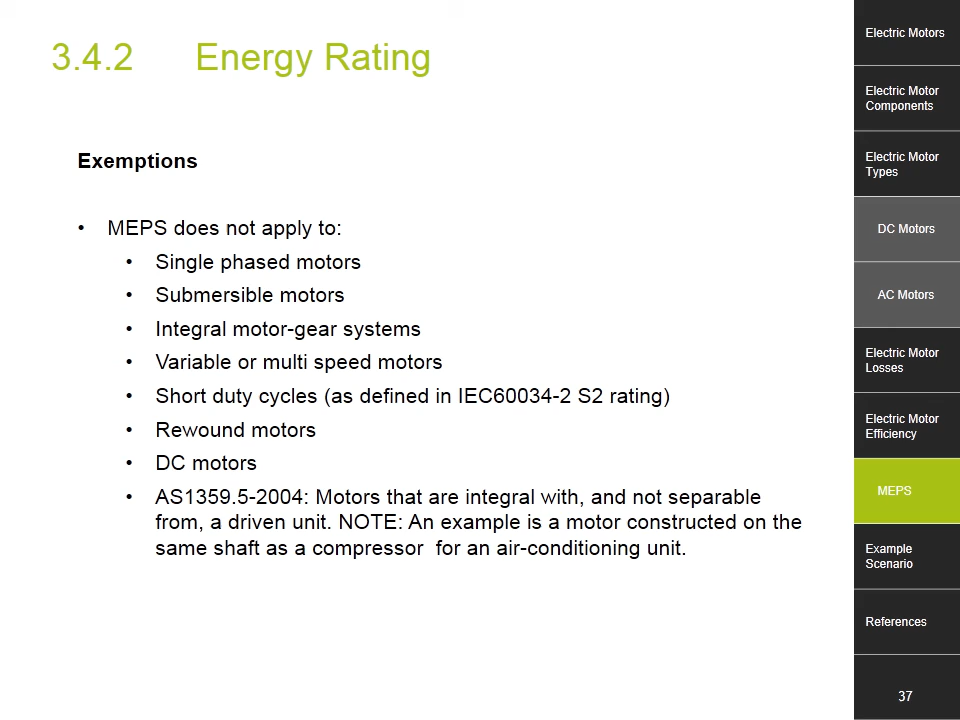 3.4.2 Energy Rating
Exemptions
• MEPS does not apply to:
• Single phased motors
• Submersible motors
• Integral motor-gear systems
• Variable or multi speed motors
• Short duty cycles (as defined in IEC60034-2 S2 rating)
• Rewound motors
• DC motors
• AS1359.5-2004: Motors that are integral with, and not separable
from, a driven unit. NOTE: An example is a motor constructed on the
same shaft as a compressor for an air-conditioning unit.
Electric Motors
Electric Motor
Components
Electric Motor
Types
DC Motors
AC Motors
Electric Motor
Losses
Electric Motor
Efficiency
MEPS
Example
Scenario
References
37